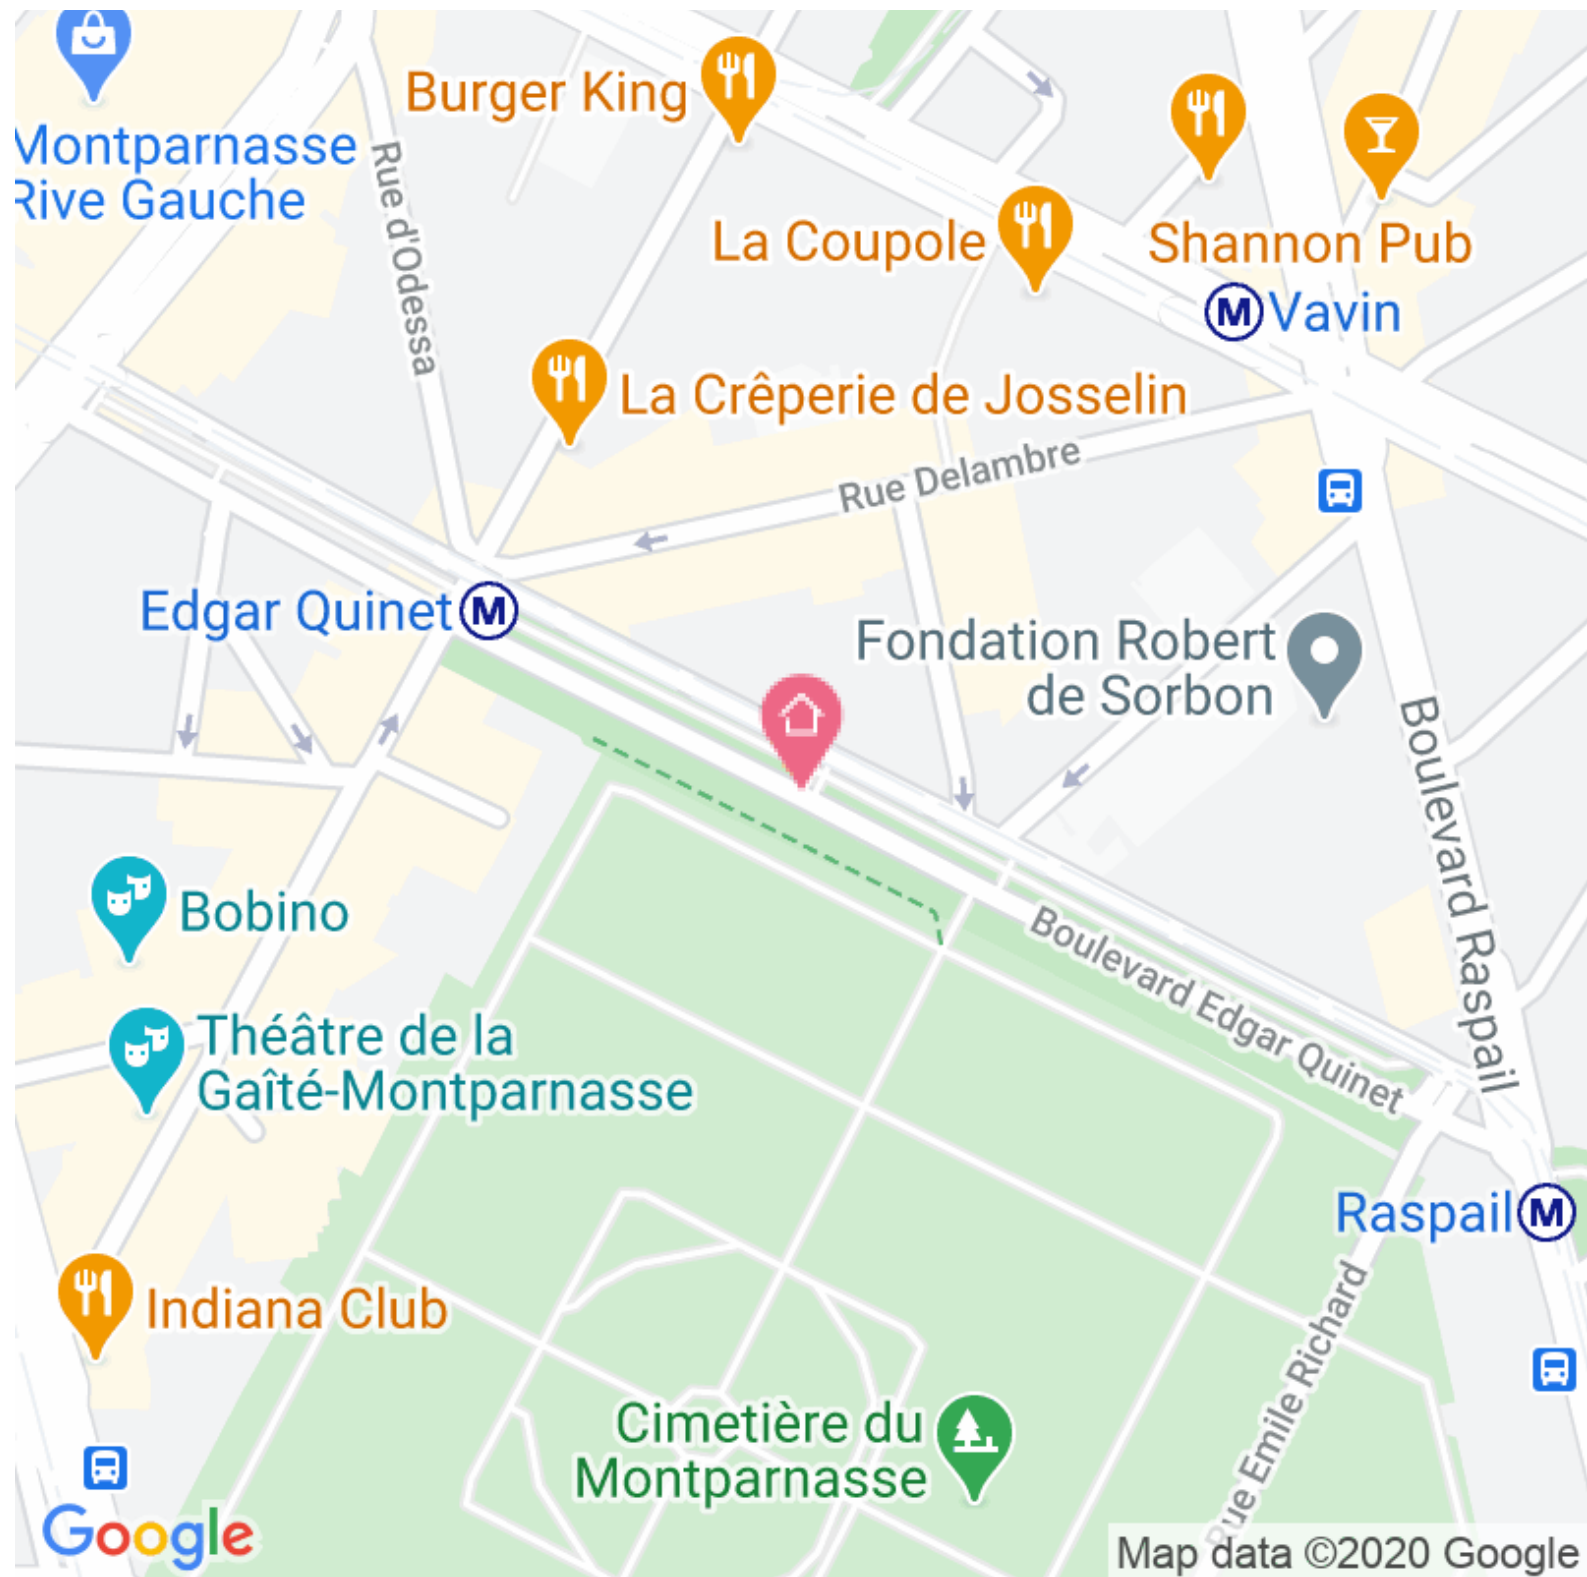 Burger King
Montparnasse
Rive Gauche
Rue d'Odessa
La Coupole
Shannon Pub
M Vavin
La Crêperie de Josselin
Rue Delambre
Edgar Quinet M
Fondation Robert
de Sorbon
Boulevard Raspail
Bobino
Boulevard Edgar Quinet
Théâtre de la
Gaîté-Montparnasse
Raspail M
Indiana Club
Rue Emile Richard
Cimetière du
Montparnasse
Google
Map data ©2020 Google